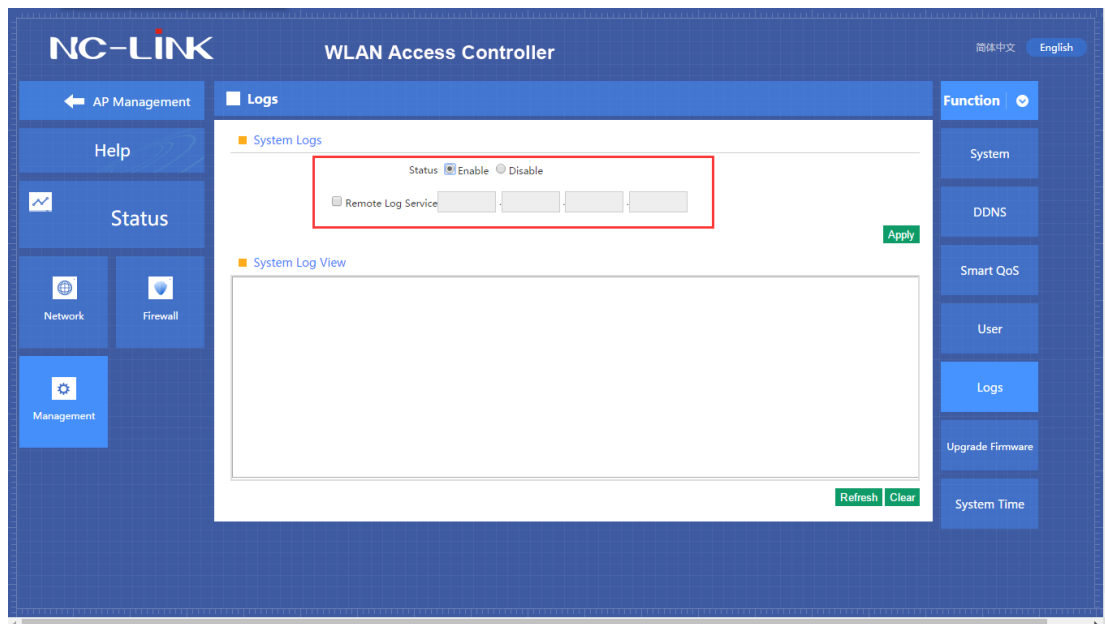 NC-LINK
WLAN Access Controller
简体中文 English
AP Management
Logs
Function
Help
System Logs
Status Enable Disable
Remote Log Service . . .
Apply
System
Status
DDNS
System Log View
Smart QoS
Network Firewall
User
Logs
Management
Upgrade Firmware
Refresh Clear
System Time